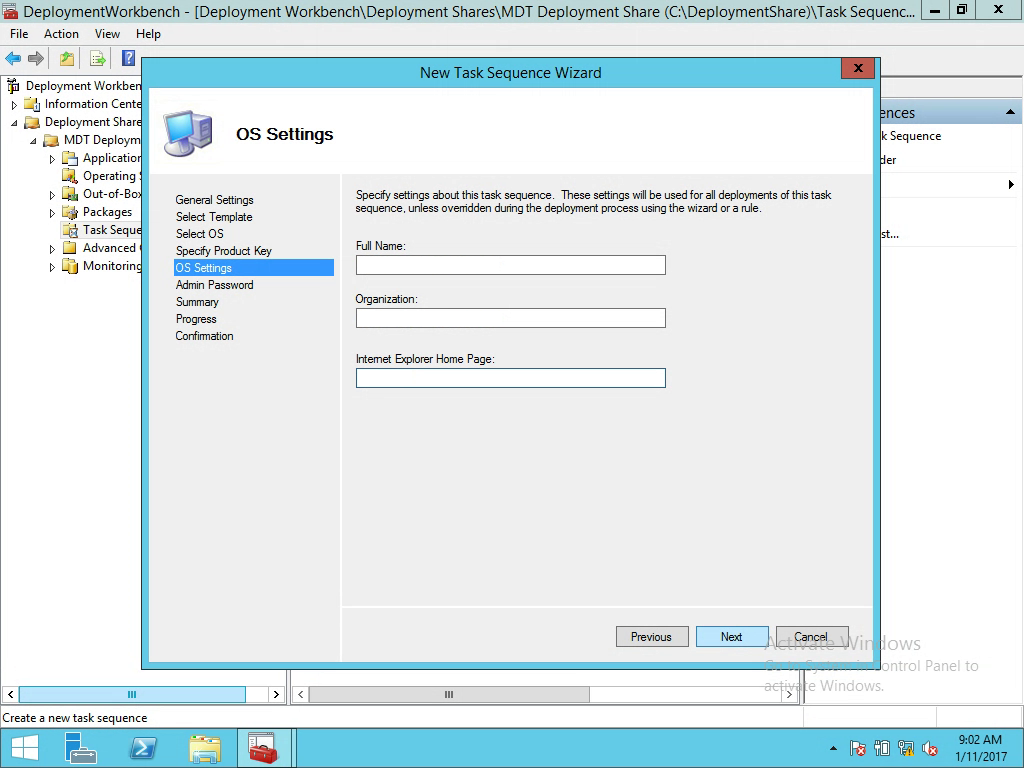 DeploymentWorkbench - [Deployment Workbench\Deployment Shares\MDT Deployment Share (C:\DeploymentShare)\Task Sequenc...
File Action View Help
New Task Sequence Wizard
OS Settings
Deployment Workben
Information Cente
Deployment Share
MDT Deploym
Application
Operating
Out-of-Box
Packages
Task Seque
Advanced
Monitoring
General Settings
Select Template
Select OS
Specify Product Key
OS Settings
Admin Password
Summary
Progress
Confirmation
Specify settings about this task sequence. These settings will be used for all deployments of this task
sequence, unless overridden during the deployment process using the wizard or a rule.
Full Name:
Organization:
Internet Explorer Home Page:
Previous Next Cancel
ences
k Sequence
der
st...
Activate Windows
Go to System in Control Panel to
activate Windows.
Create a new task sequence
9:02 AM
1/11/2017